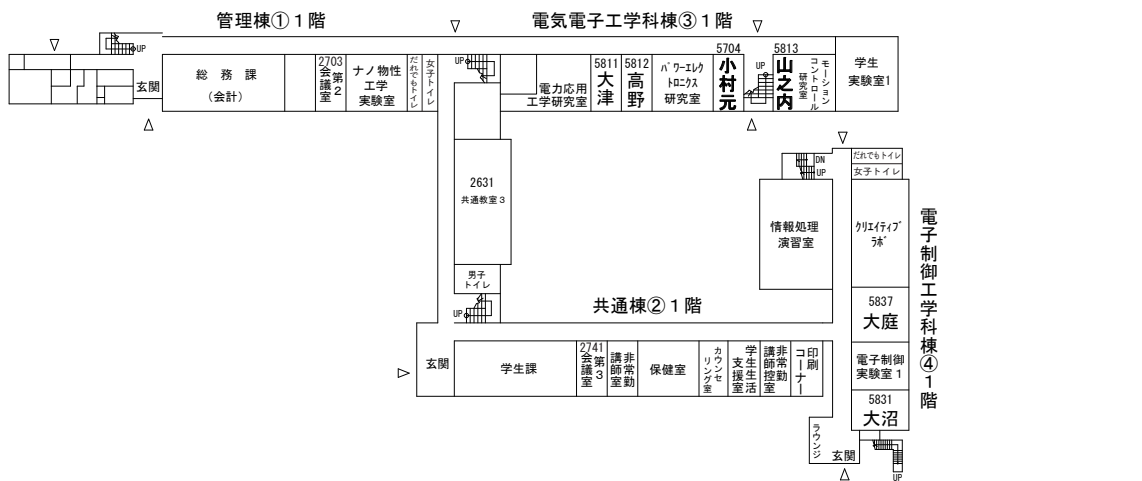 管理棟①１階
電気電子工学科棟③１階
UP
玄関
総　務　課
（会計）
2703
第２
会議室
ナノ物性
工学
実験室
だれでもトイレ
女子トイレ
UP
電力応用
工学研究室
5811
大津
5812
高野
ﾊﾟﾜｰｴﾚｸ
ﾄﾛﾆｸｽ
研究室
5704
小村元
UP
5813
山之内
モーション
コントロール
研究室
学生
実験室1
2631
共通教室３
男子
トイレ
UP
DN
UP
だれでもトイレ
女子トイレ
情報処理
演習室
ｸﾘｴｲﾃｨﾌﾞ
ﾗﾎﾞ
電子制御工学科棟④１階
共通棟②１階
5837
大庭
玄関
学生課
2741
第３
会議室
非常勤
講師室
保健室
カウンセ
リング室
学生生活
支援室
非常勤
講師控室
印刷
コーナー
電子制御
実験室１
5831
大沼
ラウンジ
玄関
UP